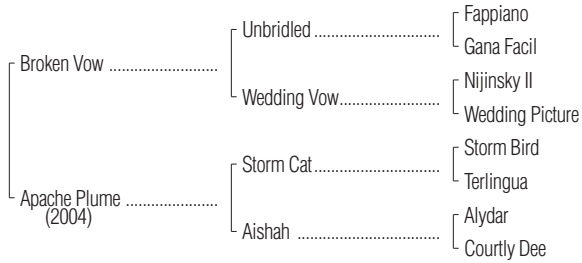 Fappiano
Unbridled
Gana Facil
Broken Vow
Nijinsky II
Wedding Vow
Wedding Picture
Storm Bird
Storm Cat
Terlingua
Apache Plume
(2004)
Alydar
Aishah
Courtly Dee